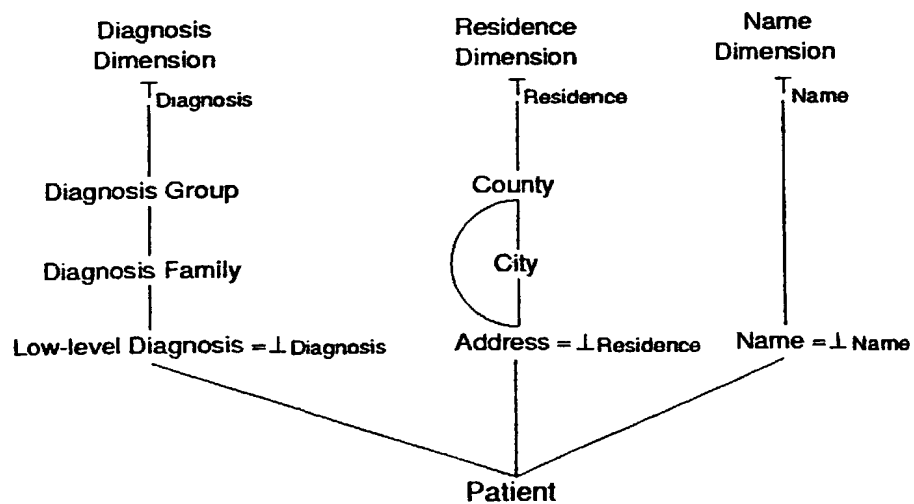 Diagnosis
Dimension
⊤Diagnosis
Diagnosis Group
Diagnosis Family
Low-level Diagnosis = ⊥Diagnosis
Residence
Dimension
⊤Residence
County
City
Address = ⊥Residence
Name
Dimension
⊤Name
Name = ⊥Name
Patient